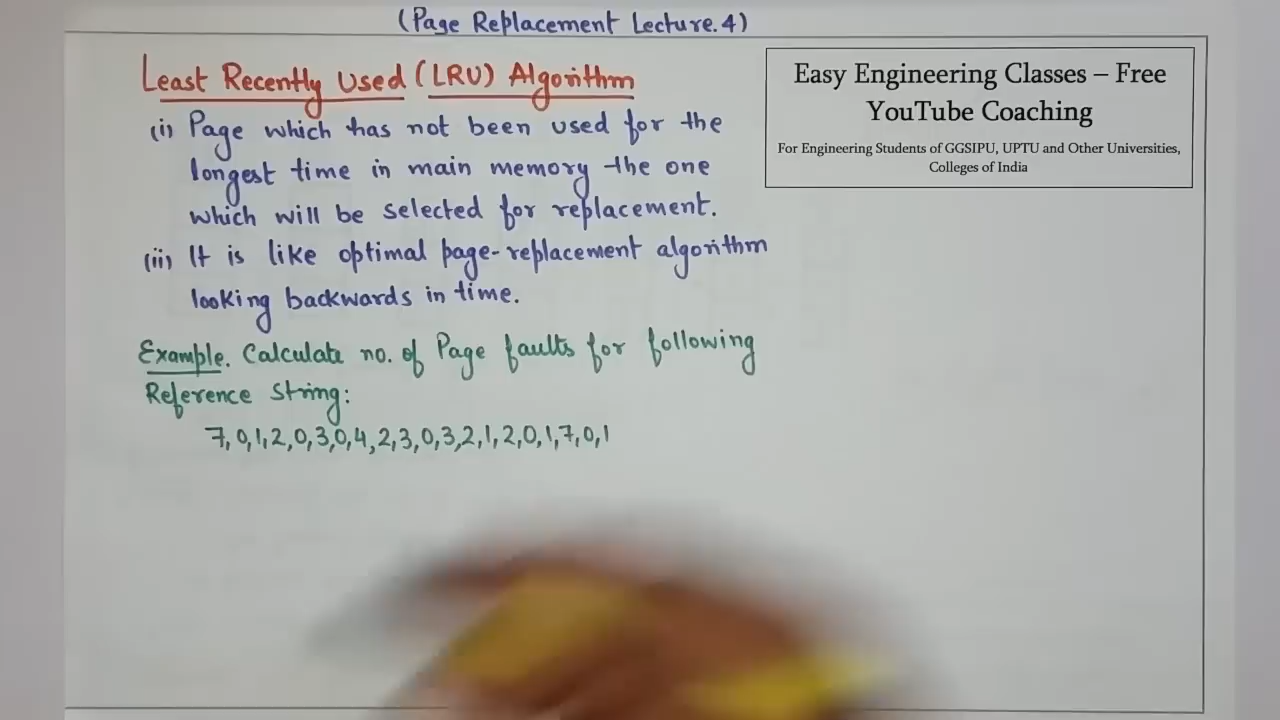 (Page Replacement Lecture.4)
Least Recently Used (LRU) Algorithm
(i) Page which has not been used for the
longest time in main memory the one
which will be selected for replacement.
(ii) It is like optimal page-replacement algorithm
looking backwards in time.
Example. Calculate no. of Page faults for following
Reference String:
7,0,1,2,0,3,0,4,2,3,0,3,2,1,2,0,1,7,0,1
Easy Engineering Classes – Free
YouTube Coaching
For Engineering Students of GGSIPU, UPTU and Other Universities,
Colleges of India